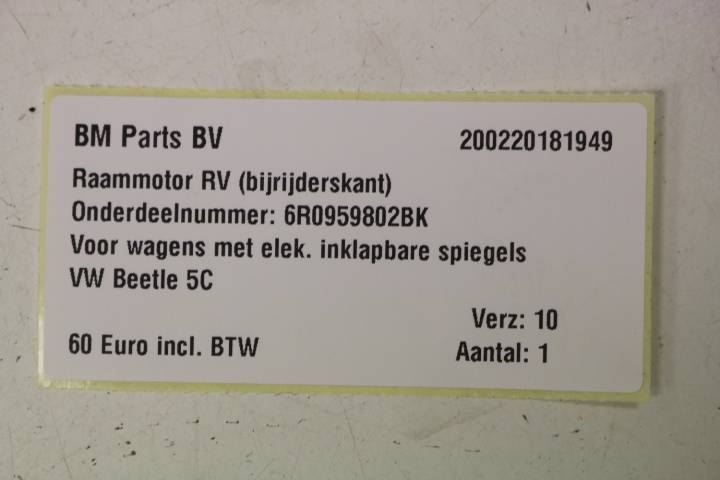 BM Parts BV 200220181949
Raammotor RV (bijrijderskant)
Onderdeelnummer: 6R0959802BK
Voor wagens met elek. inklapbare spiegels
VW Beetle 5C
Verz: 10
60 Euro incl. BTW Aantal: 1